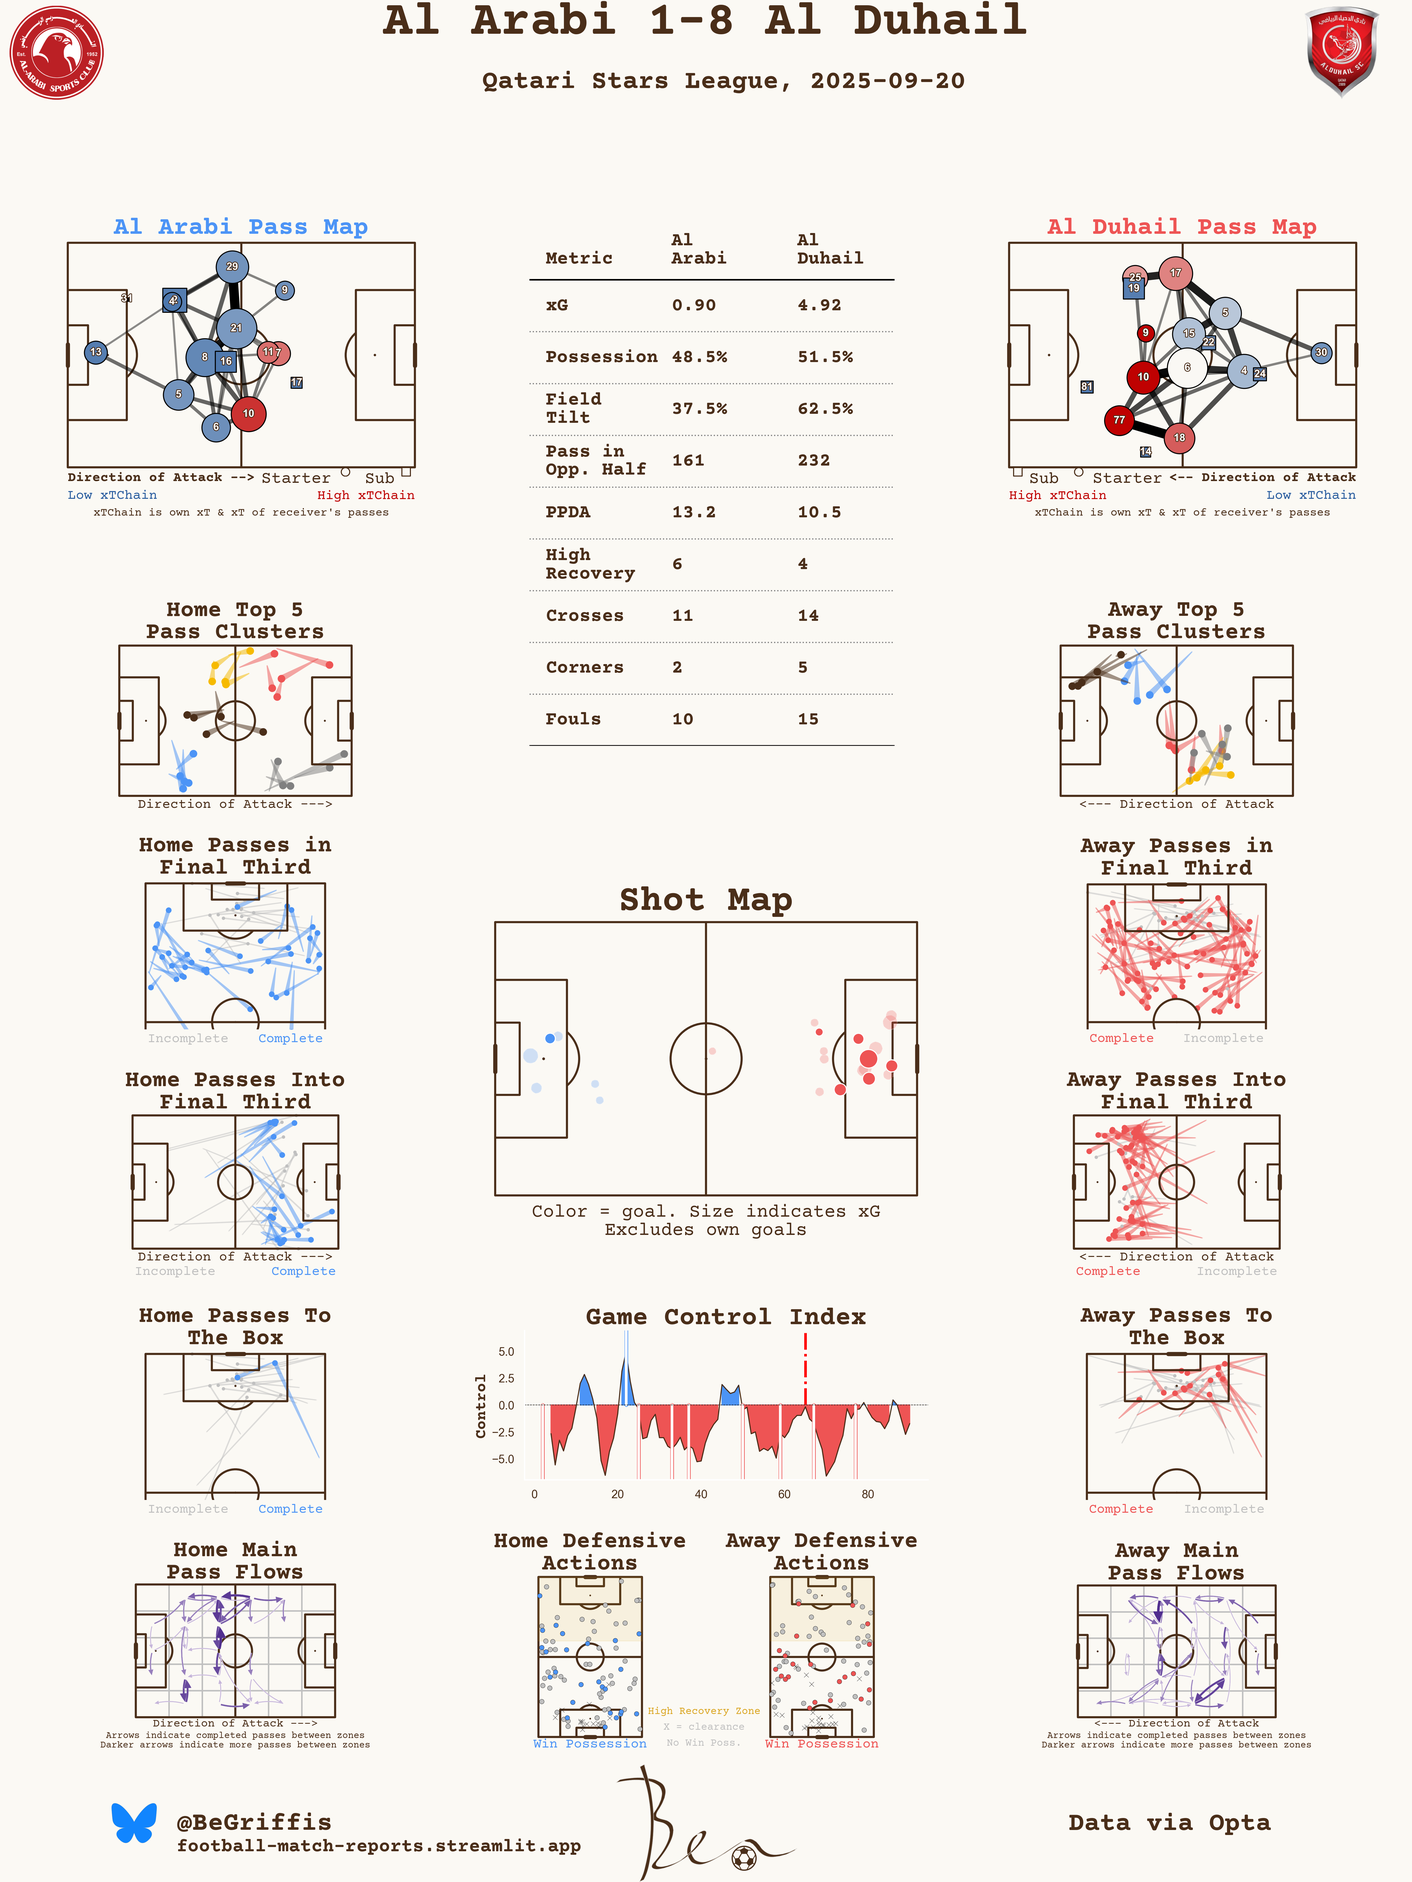 Al Arabi 1-8 Al Duhail
Qatari Stars League, 2025-09-20
Est. 1952
AL-ARABI SPORTS CLUB
ALDUHAIL SC
Al Arabi Pass Map
29
9
31
4
21
13
8
16
11
7
17
5
10
6
Direction of Attack --> Starter Sub
Low xTChain High xTChain
xTChain is own xT & xT of receiver's passes
Metric Al Arabi Al Duhail
xG 0.90 4.92
Possession 48.5% 51.5%
Field Tilt 37.5% 62.5%
Pass in Opp. Half 161 232
PPDA 13.2 10.5
High Recovery 6 4
Crosses 11 14
Corners 2 5
Fouls 10 15
Al Duhail Pass Map
25
17
19
5
9
15
22
30
10
6
4
24
81
77
18
14
Sub Starter <-- Direction of Attack
High xTChain Low xTChain
xTChain is own xT & xT of receiver's passes
Home Top 5
Pass Clusters
Direction of Attack --->
Away Top 5
Pass Clusters
<--- Direction of Attack
Home Passes in
Final Third
Incomplete Complete
Shot Map
Color = goal. Size indicates xG
Excludes own goals
Away Passes in
Final Third
Complete Incomplete
Home Passes Into
Final Third
Direction of Attack --->
Incomplete Complete
Away Passes Into
Final Third
<--- Direction of Attack
Complete Incomplete
Home Passes To
The Box
Incomplete Complete
Game Control Index
Control
5.0
2.5
0.0
−2.5
−5.0
0 20 40 60 80
Away Passes To
The Box
Complete Incomplete
Home Main
Pass Flows
Direction of Attack --->
Arrows indicate completed passes between zones
Darker arrows indicate more passes between zones
Home Defensive
Actions
Win Possession
Away Defensive
Actions
Win Possession
High Recovery Zone
X = clearance
No Win Poss.
Away Main
Pass Flows
<--- Direction of Attack
Arrows indicate completed passes between zones
Darker arrows indicate more passes between zones
@BeGriffis
football-match-reports.streamlit.app
Ben
Data via Opta